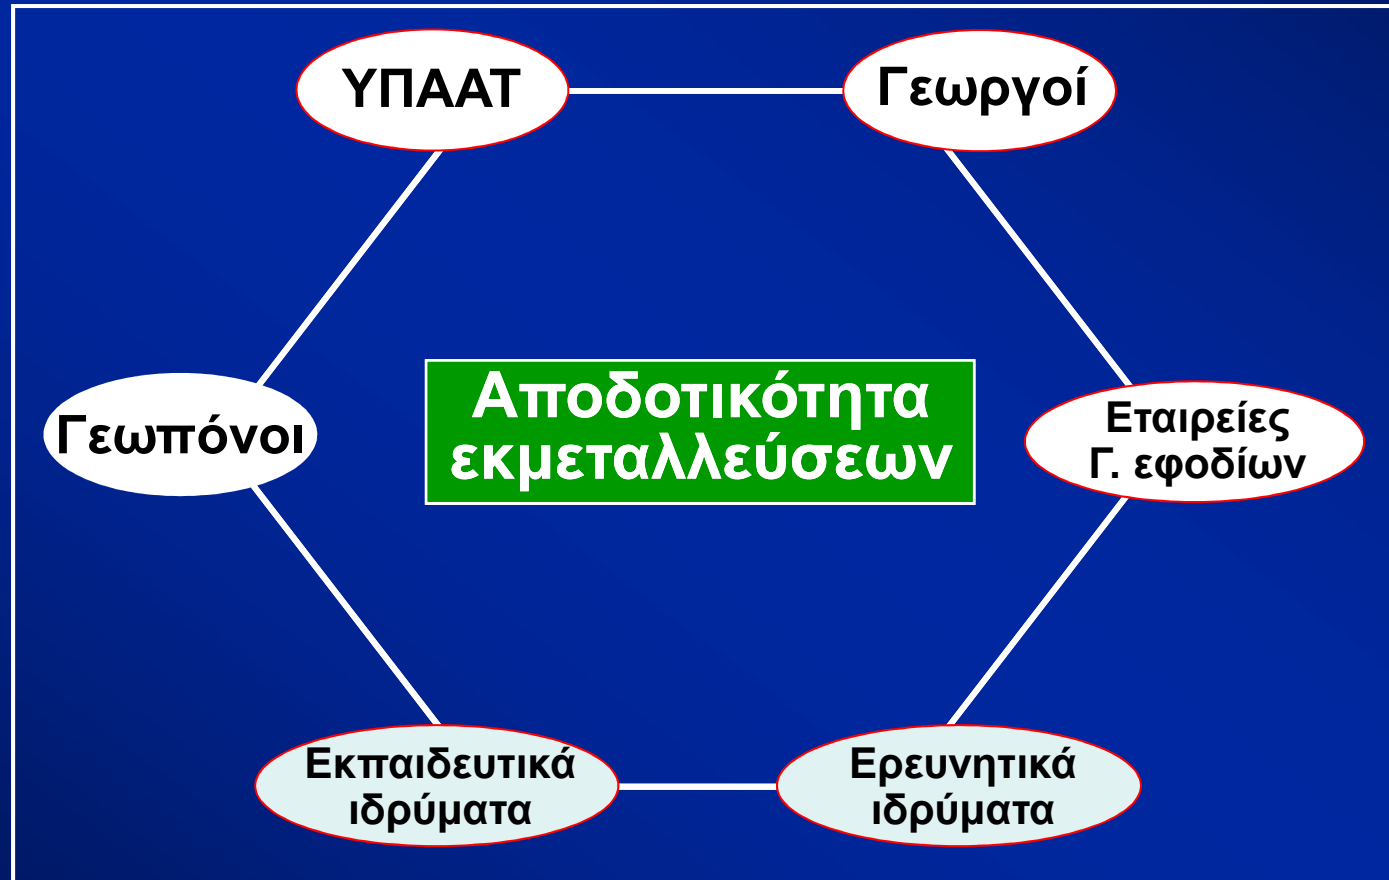 ΥΠΑΑΤ
Γεωργοί
Γεωπόνοι
Αποδοτικότητα
εκμεταλλεύσεων
Εταιρείες
Γ. εφοδίων
Εκπαιδευτικά
ιδρύματα
Ερευνητικά
ιδρύματα